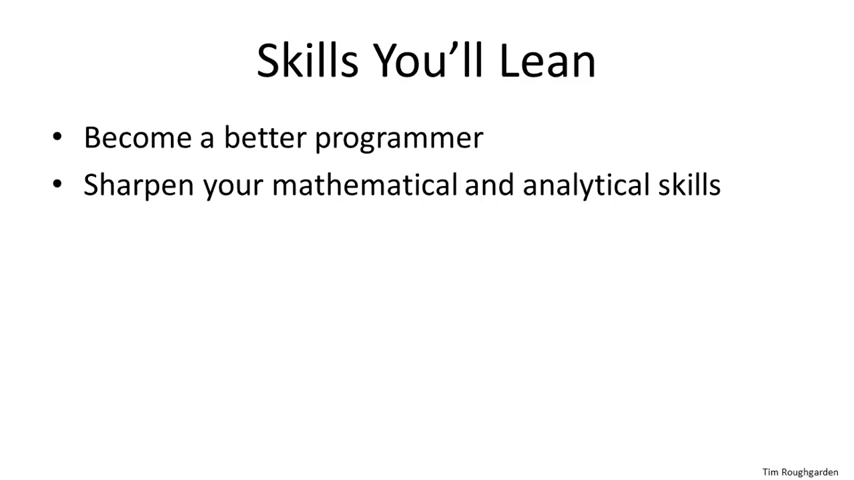 Skills You'll Lean
• Become a better programmer
• Sharpen your mathematical and analytical skills
Tim Roughgarden